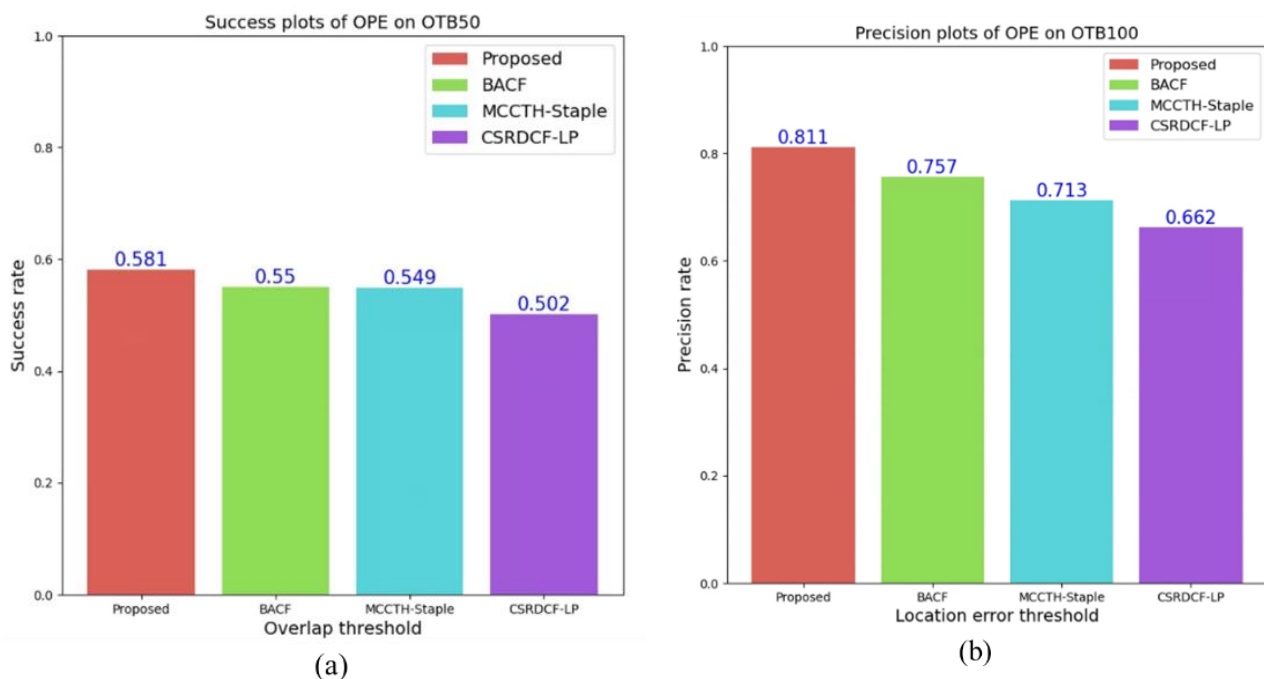 Success plots of OPE on OTB50
1.0
0.8
0.6
0.4
0.2
0.0
Success rate
Proposed
BACF
MCCTH-Staple
CSRDCF-LP
0.581
0.55
0.549
0.502
Proposed
BACF
MCCTH-Staple
CSRDCF-LP
Overlap threshold
(a)
Precision plots of OPE on OTB100
1.0
0.8
0.6
0.4
0.2
0.0
Precision rate
Proposed
BACF
MCCTH-Staple
CSRDCF-LP
0.811
0.757
0.713
0.662
Proposed
BACF
MCCTH-Staple
CSRDCF-LP
Location error threshold
(b)